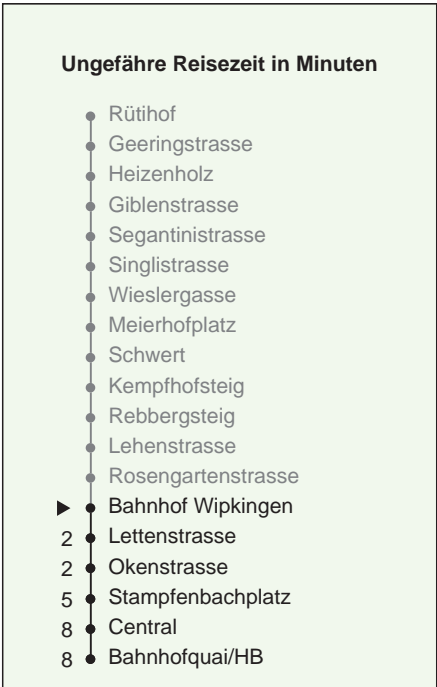 Ungefähre Reisezeit in Minuten
Rütihof
Geeringstrasse
Heizenholz
Giblenstrasse
Segantinistrasse
Singlistrasse
Wieslergasse
Meierhofplatz
Schwert
Kempfhofsteig
Rebbergsteig
Lehenstrasse
Rosengartenstrasse
Bahnhof Wipkingen
2 Lettenstrasse
2 Okenstrasse
5 Stampfenbachplatz
8 Central
8 Bahnhofquai/HB